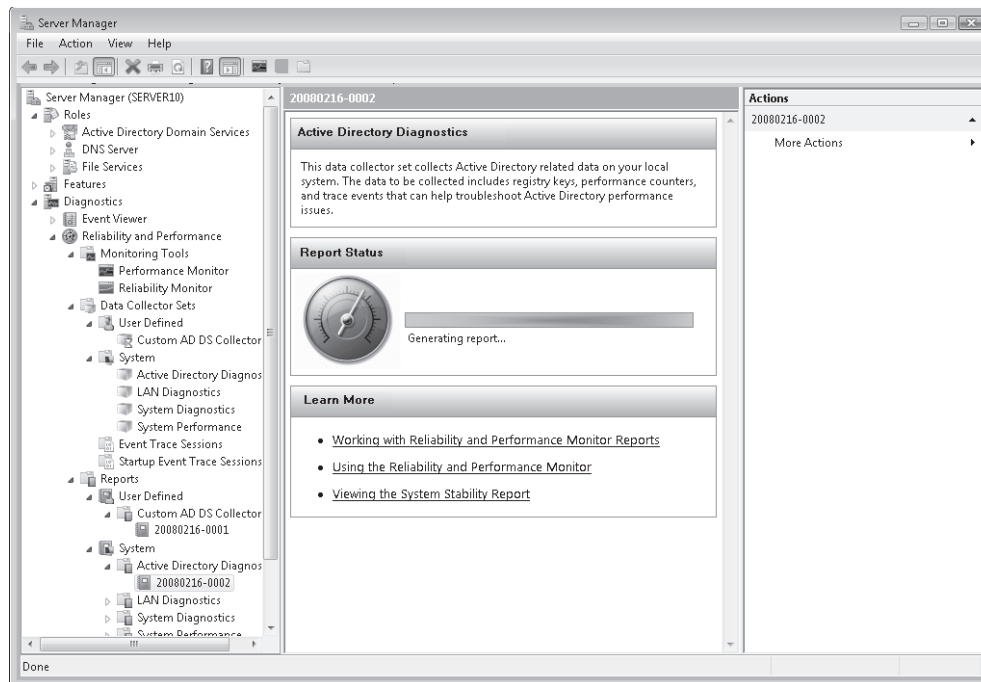 Server Manager
File Action View Help
Server Manager (SERVER10)
Roles
Active Directory Domain Services
DNS Server
File Services
Features
Diagnostics
Event Viewer
Reliability and Performance
Monitoring Tools
Performance Monitor
Reliability Monitor
Data Collector Sets
User Defined
Custom AD DS Collector
System
Active Directory Diagnos
LAN Diagnostics
System Diagnostics
System Performance
Event Trace Sessions
Startup Event Trace Sessions
Reports
User Defined
Custom AD DS Collector
20080216-0001
System
Active Directory Diagnos
20080216-0002
LAN Diagnostics
System Diagnostics
System Performance
20080216-0002
Active Directory Diagnostics
This data collector set collects Active Directory related data on your local
system. The data to be collected includes registry keys, performance counters,
and trace events that can help troubleshoot Active Directory performance
issues.
Report Status
Generating report...
Learn More
• Working with Reliability and Performance Monitor Reports
• Using the Reliability and Performance Monitor
• Viewing the System Stability Report
Actions
20080216-0002
More Actions
Done